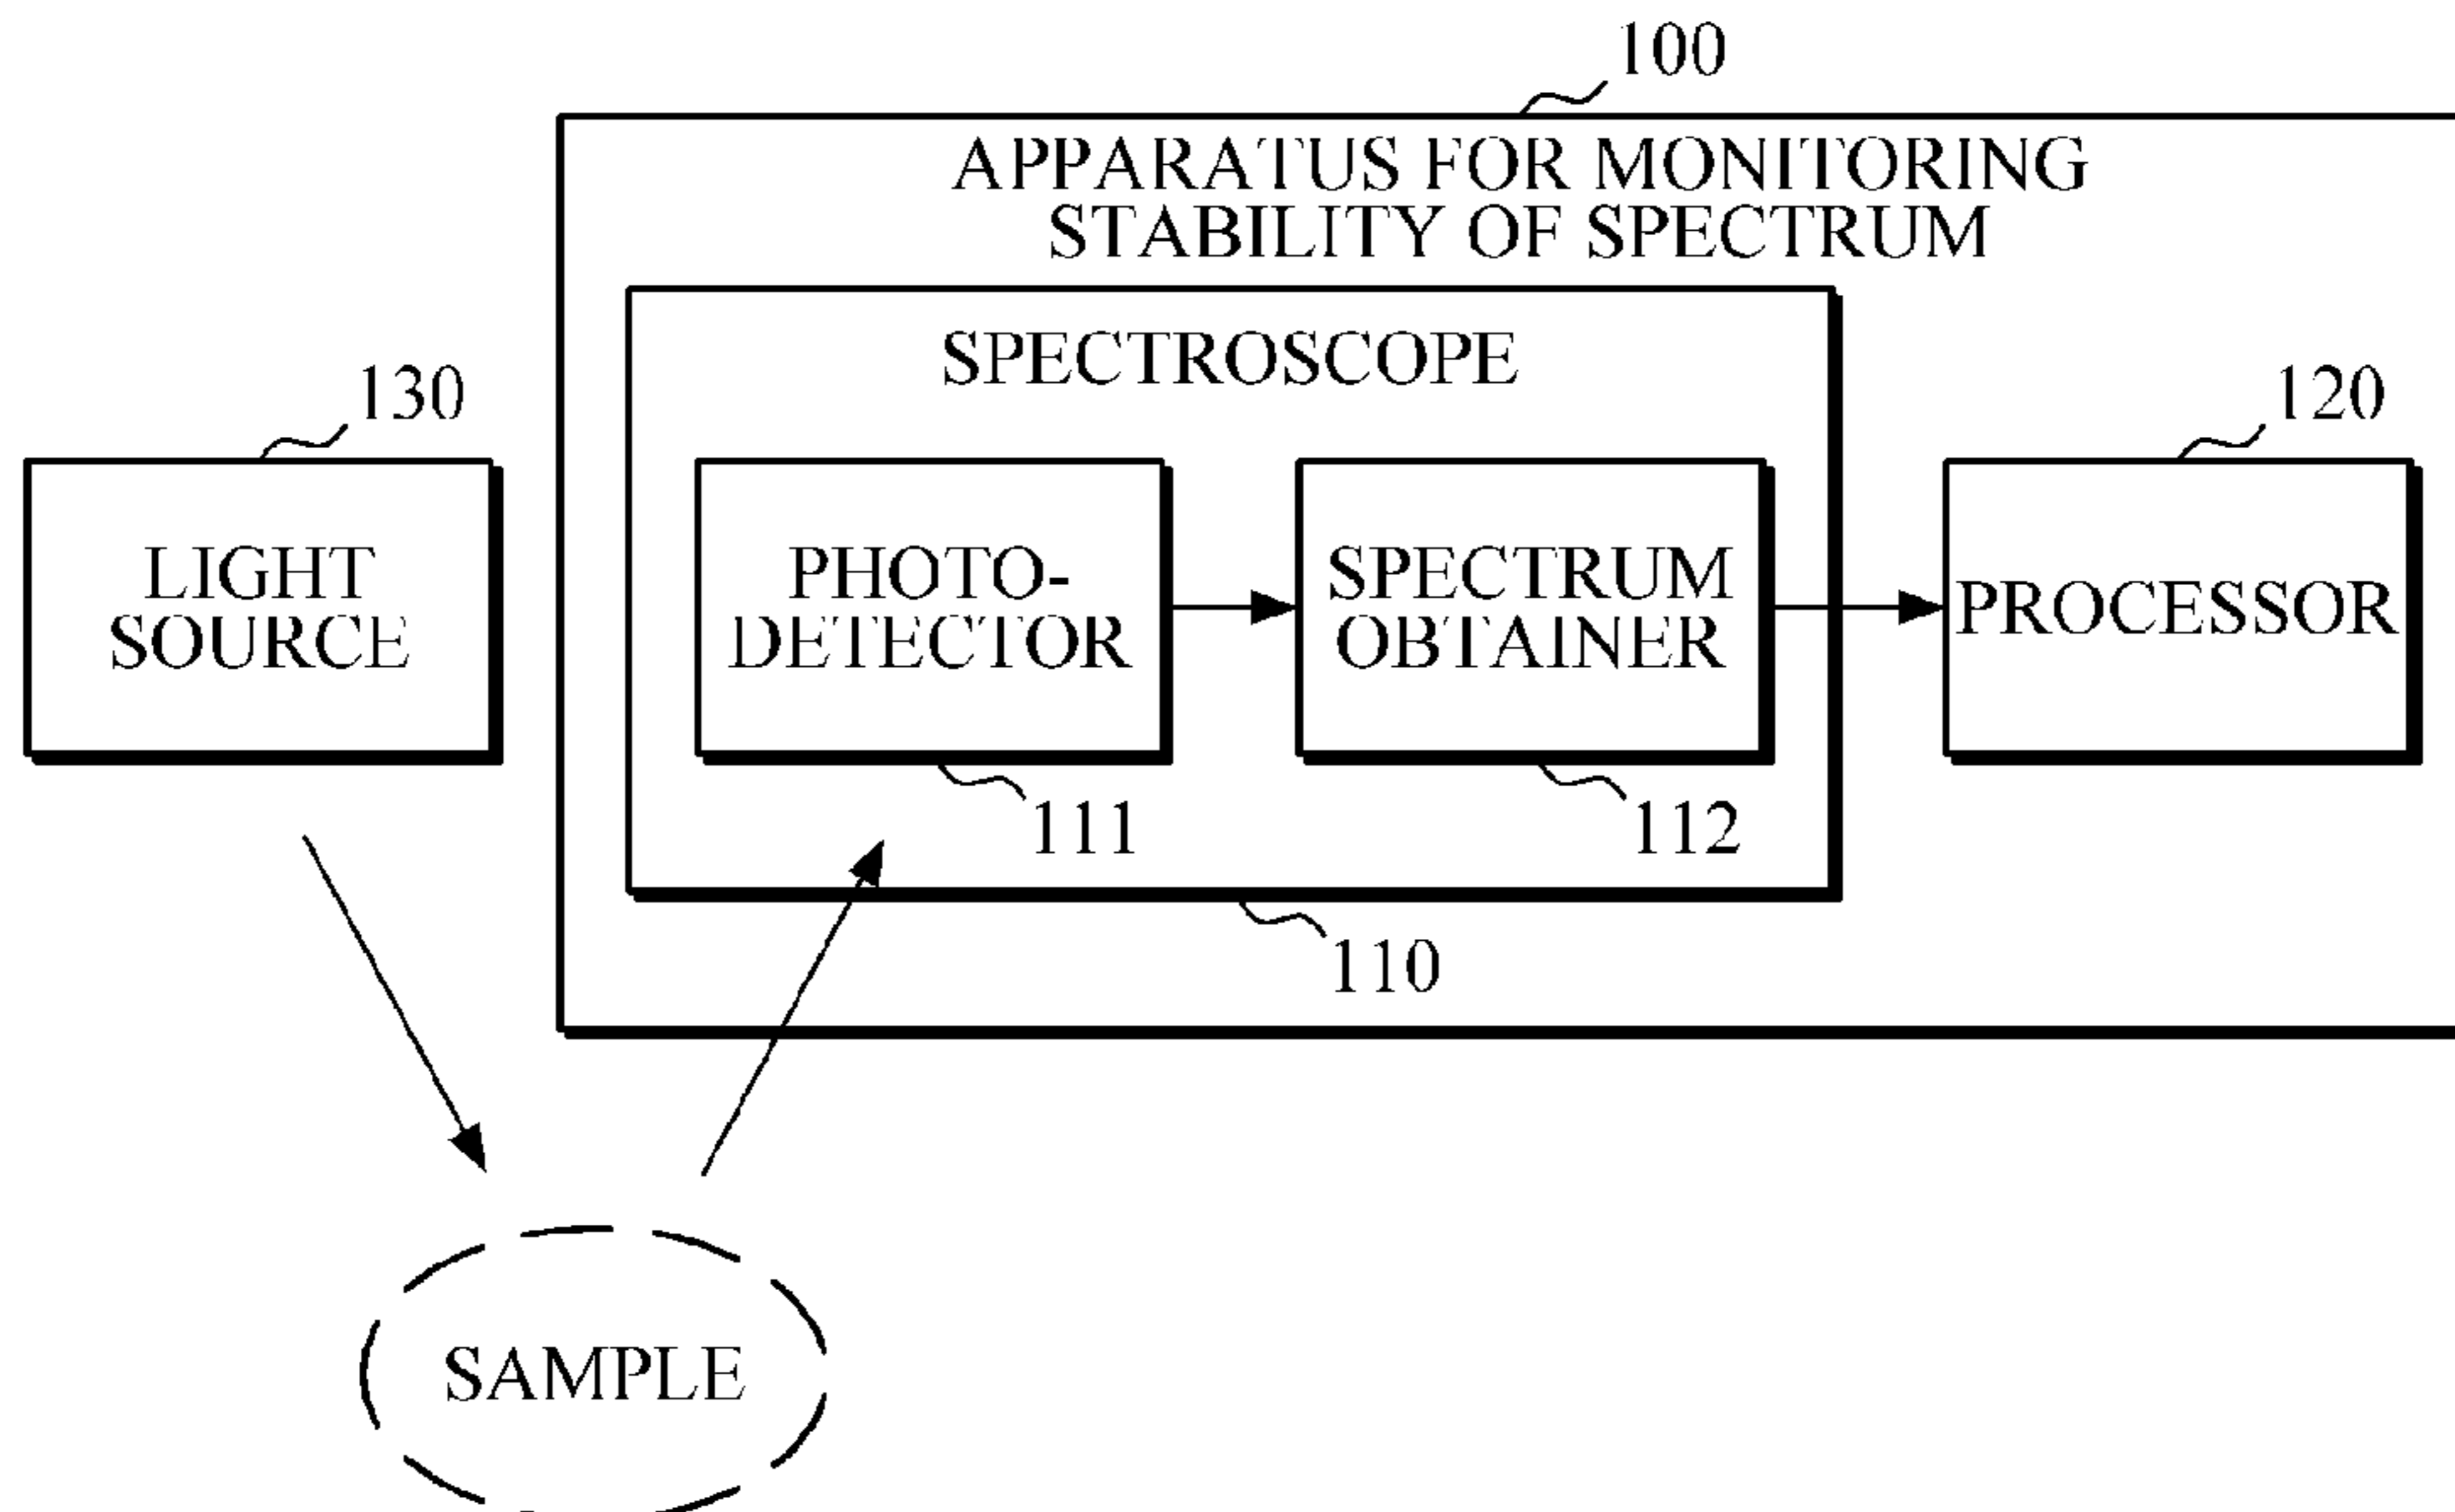 100
APPARATUS FOR MONITORING
STABILITY OF SPECTRUM
SPECTROSCOPE
130
120
LIGHT
SOURCE
PHOTO-
DETECTOR
SPECTRUM
OBTAINER
PROCESSOR
111
112
110
SAMPLE